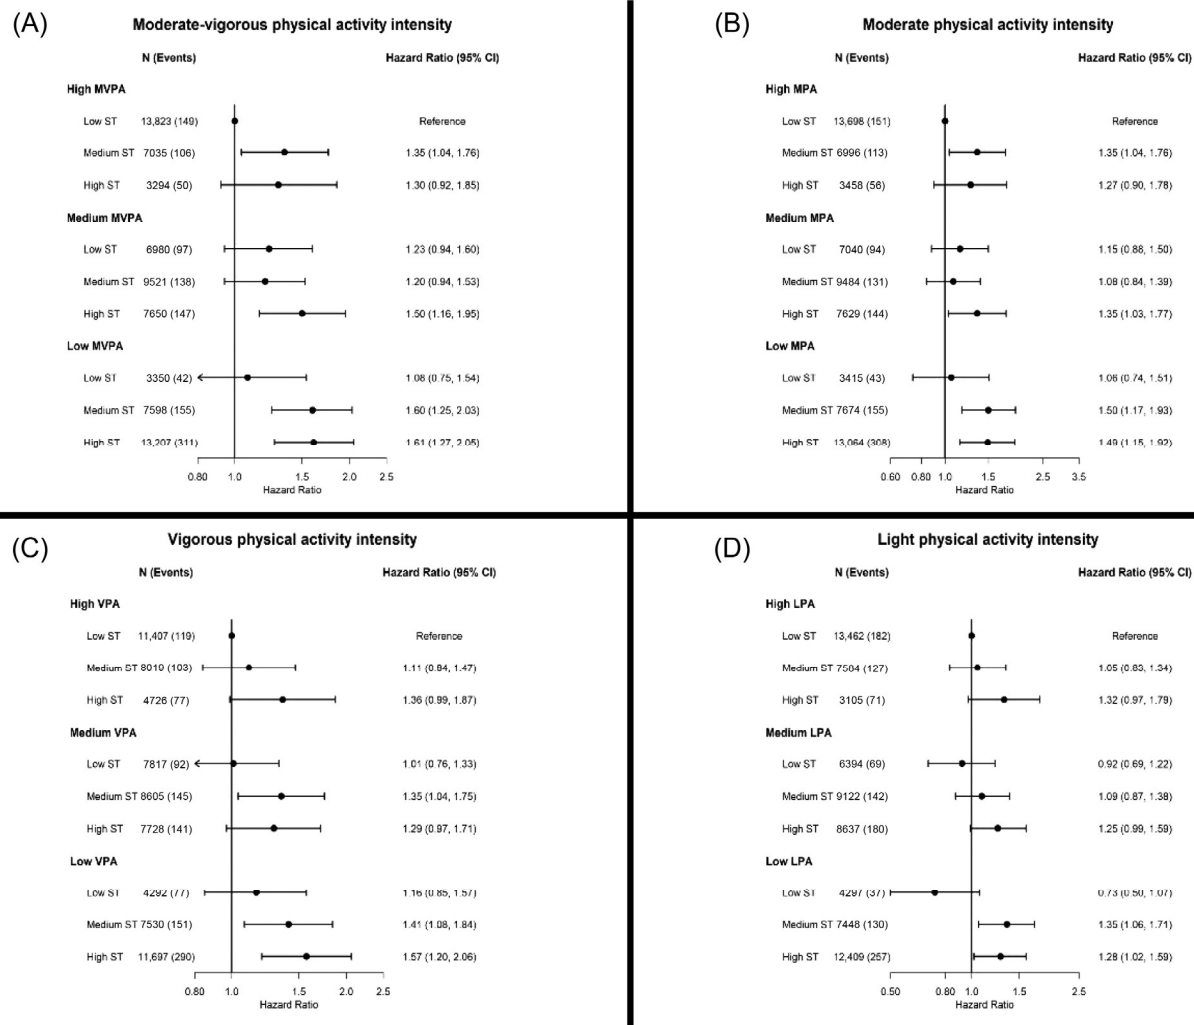 (A)
Moderate-vigorous physical activity intensity
N (Events) Hazard Ratio (95% CI)
High MVPA
Low ST 13,823 (149) Reference
Medium ST 7035 (106) 1.35 (1.04, 1.76)
High ST 3294 (50) 1.30 (0.92, 1.85)
Medium MVPA
Low ST 6980 (97) 1.23 (0.94, 1.60)
Medium ST 9521 (138) 1.20 (0.94, 1.53)
High ST 7650 (147) 1.50 (1.16, 1.95)
Low MVPA
Low ST 3350 (42) 1.08 (0.75, 1.54)
Medium ST 7598 (155) 1.60 (1.25, 2.03)
High ST 13,207 (311) 1.61 (1.27, 2.05)
0.80 1.0 1.5 2.0 2.5
Hazard Ratio
(B)
Moderate physical activity intensity
N (Events) Hazard Ratio (95% CI)
High MPA
Low ST 13,698 (151) Reference
Medium ST 6996 (113) 1.35 (1.04, 1.76)
High ST 3458 (56) 1.27 (0.90, 1.78)
Medium MPA
Low ST 7040 (94) 1.15 (0.88, 1.50)
Medium ST 9484 (131) 1.08 (0.84, 1.39)
High ST 7629 (144) 1.35 (1.03, 1.77)
Low MPA
Low ST 3415 (43) 1.06 (0.74, 1.51)
Medium ST 7674 (155) 1.50 (1.17, 1.93)
High ST 13,064 (308) 1.49 (1.15, 1.92)
0.60 0.80 1.0 1.5 2.5 3.5
Hazard Ratio
(C)
Vigorous physical activity intensity
N (Events) Hazard Ratio (95% CI)
High VPA
Low ST 11,407 (119) Reference
Medium ST 8010 (103) 1.11 (0.84, 1.47)
High ST 4726 (77) 1.36 (0.99, 1.87)
Medium VPA
Low ST 7817 (92) 1.01 (0.76, 1.33)
Medium ST 8605 (145) 1.35 (1.04, 1.75)
High ST 7728 (141) 1.29 (0.97, 1.71)
Low VPA
Low ST 4292 (77) 1.16 (0.85, 1.57)
Medium ST 7530 (151) 1.41 (1.08, 1.84)
High ST 11,697 (290) 1.57 (1.20, 2.06)
0.80 1.0 1.5 2.0 2.5
Hazard Ratio
(D)
Light physical activity intensity
N (Events) Hazard Ratio (95% CI)
High LPA
Low ST 13,462 (182) Reference
Medium ST (127) 1.05 (0.83, 1.34)
High ST 3105 (71) 1.32 (0.97, 1.79)
Medium LPA
Low ST 6394 (69) 0.92 (0.69, 1.22)
Medium ST 9122 (142) 1.09 (0.87, 1.38)
High ST 8637 (180) 1.25 (0.99, 1.59)
Low LPA
Low ST 4297 (37) 0.73 (0.50, 1.07)
Medium ST 7448 (130) 1.35 (1.06, 1.71)
High ST 12,409 (257) 1.28 (1.02, 1.59)
0.50 0.80 1.0 1.5 2.5
Hazard Ratio